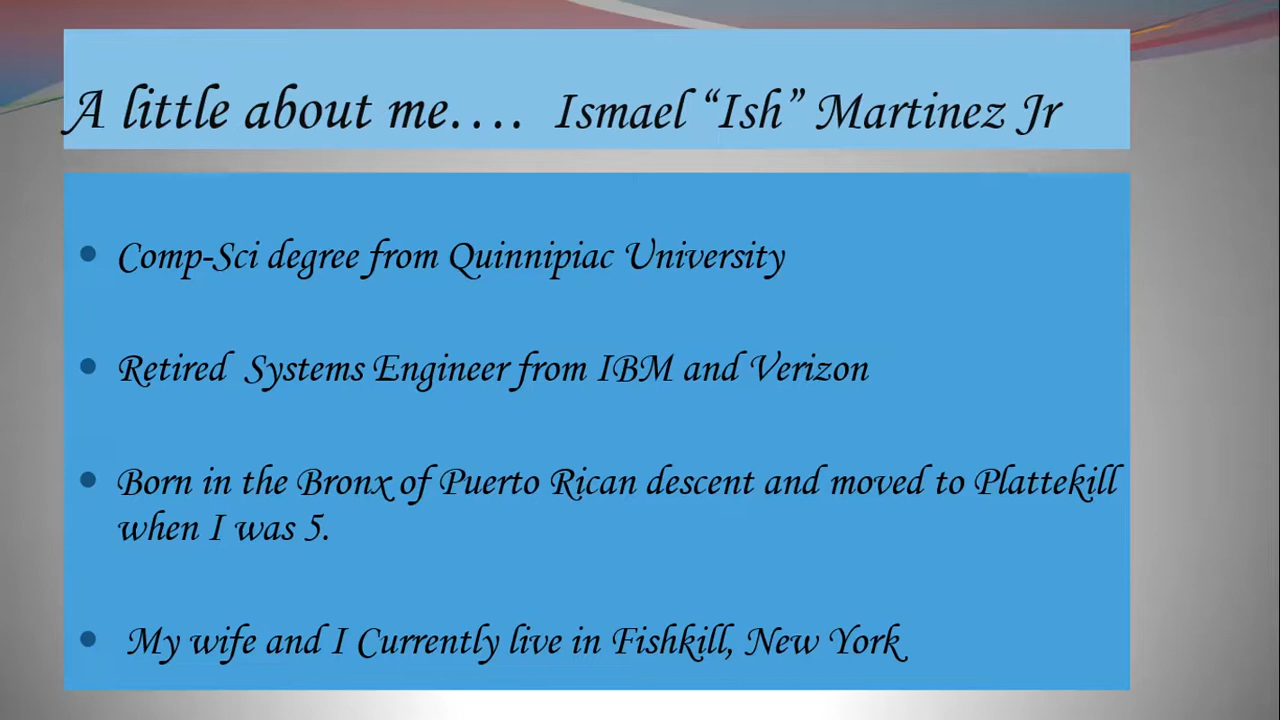 A little about me…. Ismael “Ish” Martinez Jr
• Comp-Sci degree from Quinnipiac University
• Retired Systems Engineer from IBM and Verizon
• Born in the Bronx of Puerto Rican descent and moved to Plattekill
when I was 5.
• My wife and I Currently live in Fishkill, New York